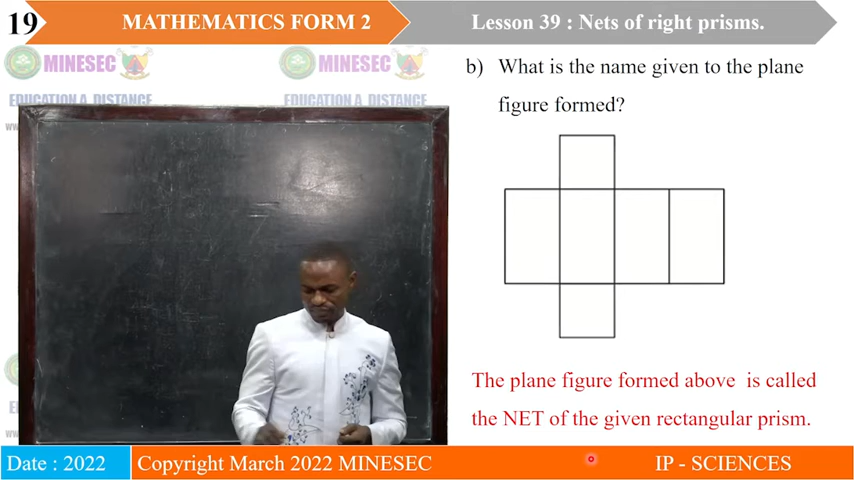 19
MATHEMATICS FORM 2
Lesson 39 : Nets of right prisms.
MINESEC
MINESEC
EDUCATION A DISTANCE
EDUCATION A DISTANCE
b) What is the name given to the plane
figure formed?
The plane figure formed above is called
the NET of the given rectangular prism.
Date : 2022
Copyright March 2022 MINESEC
IP - SCIENCES